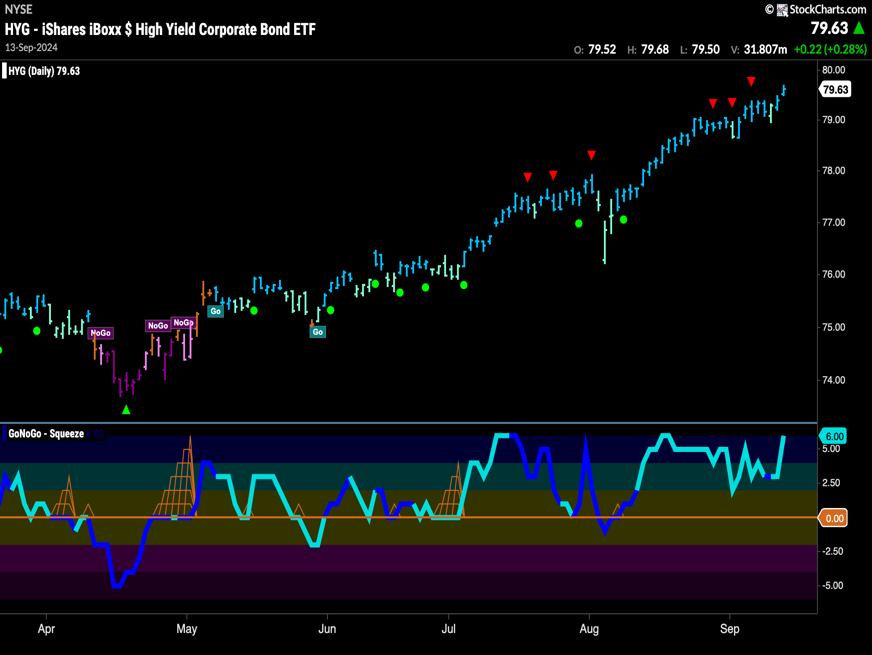 NYSE
© StockCharts.com
HYG - iShares iBoxx $ High Yield Corporate Bond ETF
79.63
13-Sep-2024
O: 79.52 H: 79.68 L: 79.50 V: 31.807m +0.22 (+0.28%)
HYG (Daily) 79.63
80.00
79.63
79.00
78.00
77.00
76.00
75.00
74.00
NoGo
NoGo
NoGo
Go
Go
GoNoGo - Squeeze
6.00
5.00
2.50
0.00
-2.50
-5.00
Apr May Jun Jul Aug Sep